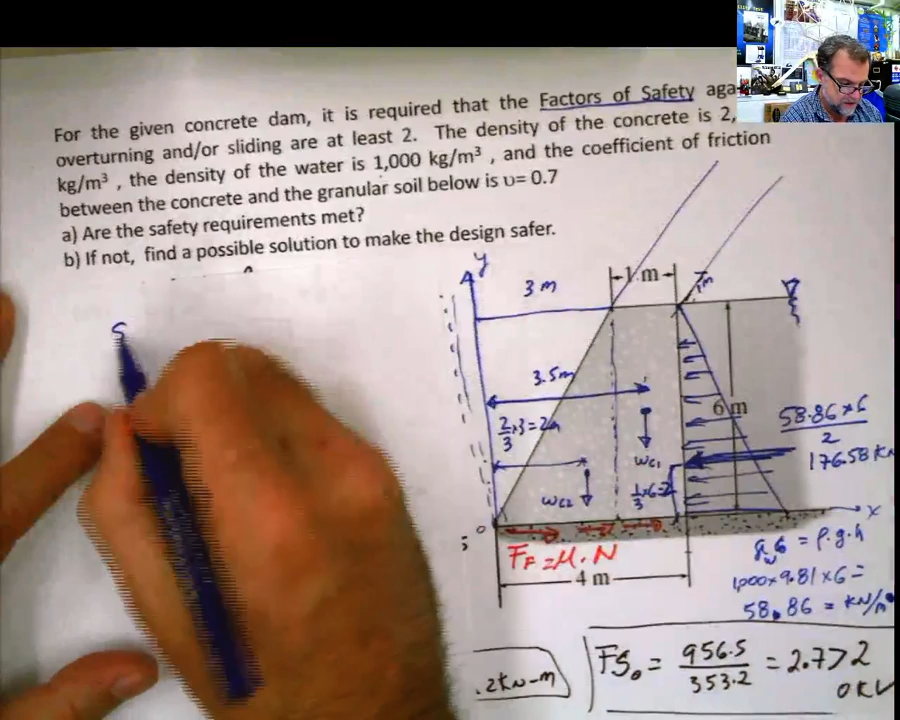 For the given concrete dam, it is required that the Factors of Safety aga
overturning and/or sliding are at least 2. The density of the concrete is 2,
kg/m³ , the density of the water is 1,000 kg/m³ , and the coefficient of friction
between the concrete and the granular soil below is υ= 0.7
a) Are the safety requirements met?
b) If not, find a possible solution to make the design safer.
S
y
3 m
1 m
1m
3.5m
6 m
58.86 * 6
2
176.58 KN
2/3 * 3 = 2m
WC1
WC2
1/3 * 6 = 2
0
x
FF = μ . N
4 m
= ρ . g . h
1,000 x 9.81 x 6 =
58.86 = KN/m
.2KN-m
FSo = 956.5 / 353.2 = 2.7 > 2
OK